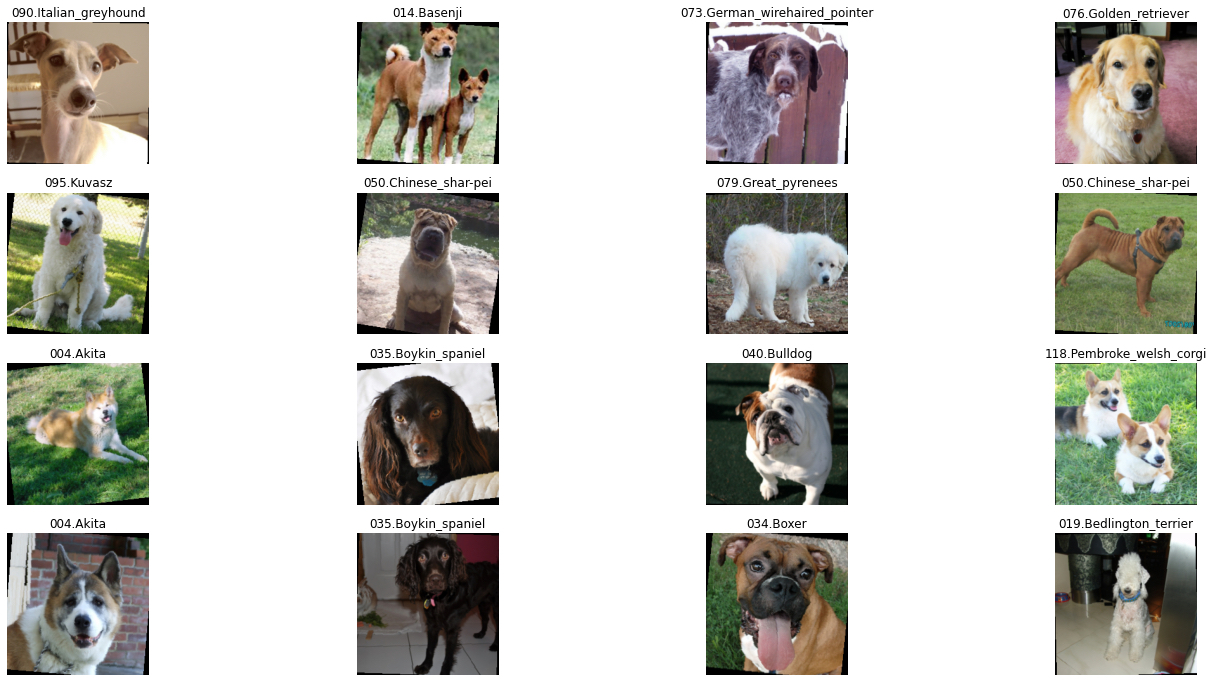 090.Italian_greyhound
014.Basenji
073.German_wirehaired_pointer
076.Golden_retriever
095.Kuvasz
050.Chinese_shar-pei
079.Great_pyrenees
050.Chinese_shar-pei
004.Akita
035.Boykin_spaniel
040.Bulldog
118.Pembroke_welsh_corgi
004.Akita
035.Boykin_spaniel
034.Boxer
019.Bedlington_terrier